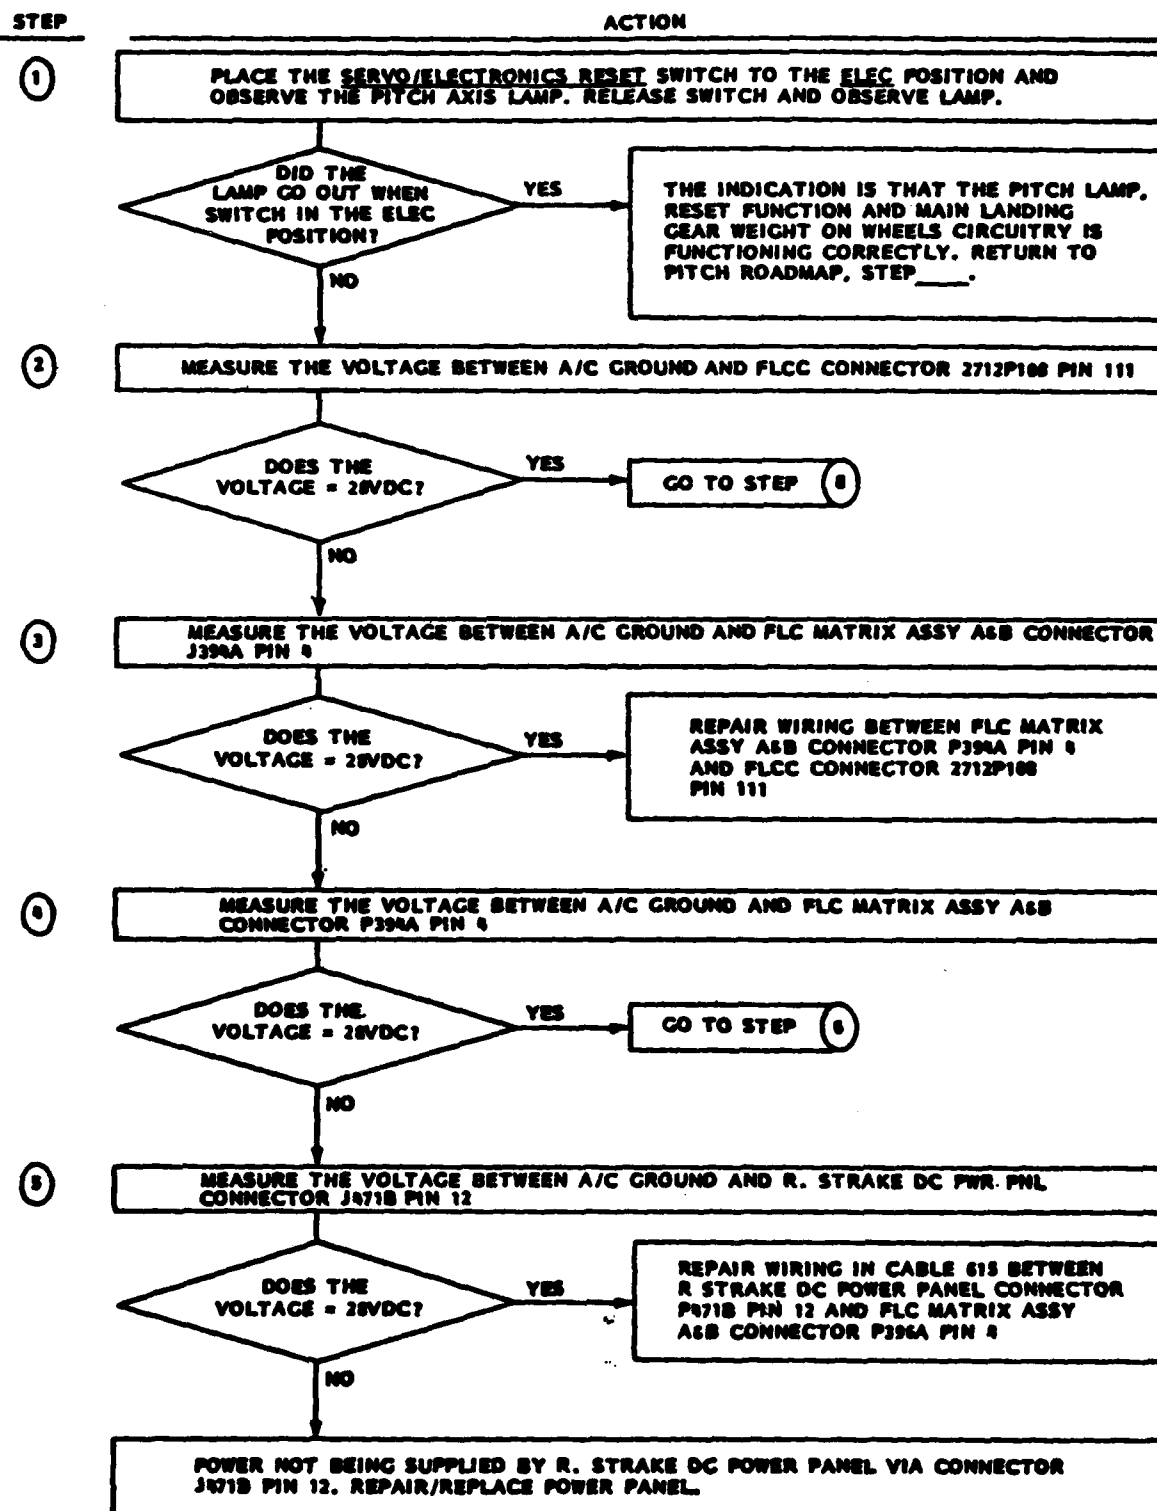 STEP
ACTION
1
PLACE THE SERVO/ELECTRONICS RESET SWITCH TO THE ELEC POSITION AND
OBSERVE THE PITCH AXIS LAMP. RELEASE SWITCH AND OBSERVE LAMP.
DID THE
LAMP GO OUT WHEN
SWITCH IN THE ELEC
POSITION?
YES
THE INDICATION IS THAT THE PITCH LAMP,
RESET FUNCTION AND MAIN LANDING
GEAR WEIGHT ON WHEELS CIRCUITRY IS
FUNCTIONING CORRECTLY. RETURN TO
PITCH ROADMAP, STEP____.
NO
2
MEASURE THE VOLTAGE BETWEEN A/C GROUND AND FLCC CONNECTOR 2712P108 PIN 111
DOES THE
VOLTAGE = 28VDC?
YES
GO TO STEP 8
NO
3
MEASURE THE VOLTAGE BETWEEN A/C GROUND AND FLC MATRIX ASSY A&B CONNECTOR
J394A PIN 4
DOES THE
VOLTAGE = 28VDC?
YES
REPAIR WIRING BETWEEN FLC MATRIX
ASSY A&B CONNECTOR P394A PIN 4
AND FLCC CONNECTOR 2712P108
PIN 111
NO
4
MEASURE THE VOLTAGE BETWEEN A/C GROUND AND FLC MATRIX ASSY A&B
CONNECTOR P394A PIN 4
DOES THE.
VOLTAGE = 28VDC?
YES
GO TO STEP 6
NO
5
MEASURE THE VOLTAGE BETWEEN A/C GROUND AND R. STRAKE DC PWR PNL
CONNECTOR J471B PIN 12
DOES THE
VOLTAGE = 28VDC?
YES
REPAIR WIRING IN CABLE 615 BETWEEN
R STRAKE DC POWER PANEL CONNECTOR
P471B PIN 12 AND FLC MATRIX ASSY
A&B CONNECTOR P396A PIN 4
NO
POWER NOT BEING SUPPLIED BY R. STRAKE DC POWER PANEL VIA CONNECTOR
J471B PIN 12. REPAIR/REPLACE POWER PANEL.